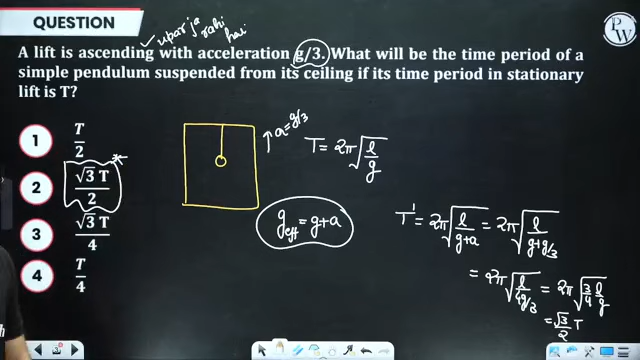 QUESTION
upar ja rahi hai
A lift is ascending with acceleration g/3. What will be the time period of a
simple pendulum suspended from its ceiling if its time period in stationary
lift is T?
1 T/2
2 √3 T/2
3 √3 T/4
4 T/4
↑ a = g/3
T = 2π√(l/g)
g_eff = g+a
T' = 2π√(l/(g+a)) = 2π√(l/(g+g/3))
= 2π√(l/(4g/3)) = 2π√(3/4 l/g)
= √3/2 T